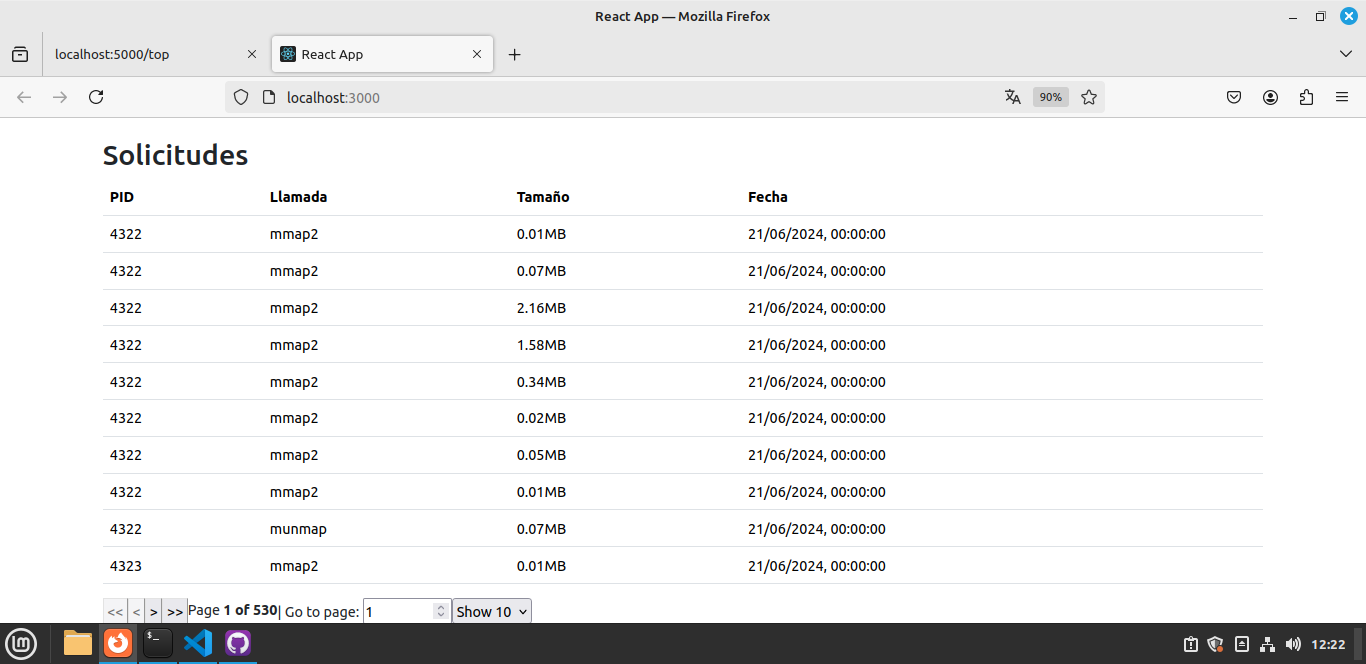 React App — Mozilla Firefox
localhost:5000/top
React App
localhost:3000
90%
Solicitudes
PID Llamada Tamaño Fecha
4322 mmap2 0.01MB 21/06/2024, 00:00:00
4322 mmap2 0.07MB 21/06/2024, 00:00:00
4322 mmap2 2.16MB 21/06/2024, 00:00:00
4322 mmap2 1.58MB 21/06/2024, 00:00:00
4322 mmap2 0.34MB 21/06/2024, 00:00:00
4322 mmap2 0.02MB 21/06/2024, 00:00:00
4322 mmap2 0.05MB 21/06/2024, 00:00:00
4322 mmap2 0.01MB 21/06/2024, 00:00:00
4322 munmap 0.07MB 21/06/2024, 00:00:00
4323 mmap2 0.01MB 21/06/2024, 00:00:00
<< < > >> Page 1 of 530 | Go to page: 1 Show 10
$_
12:22